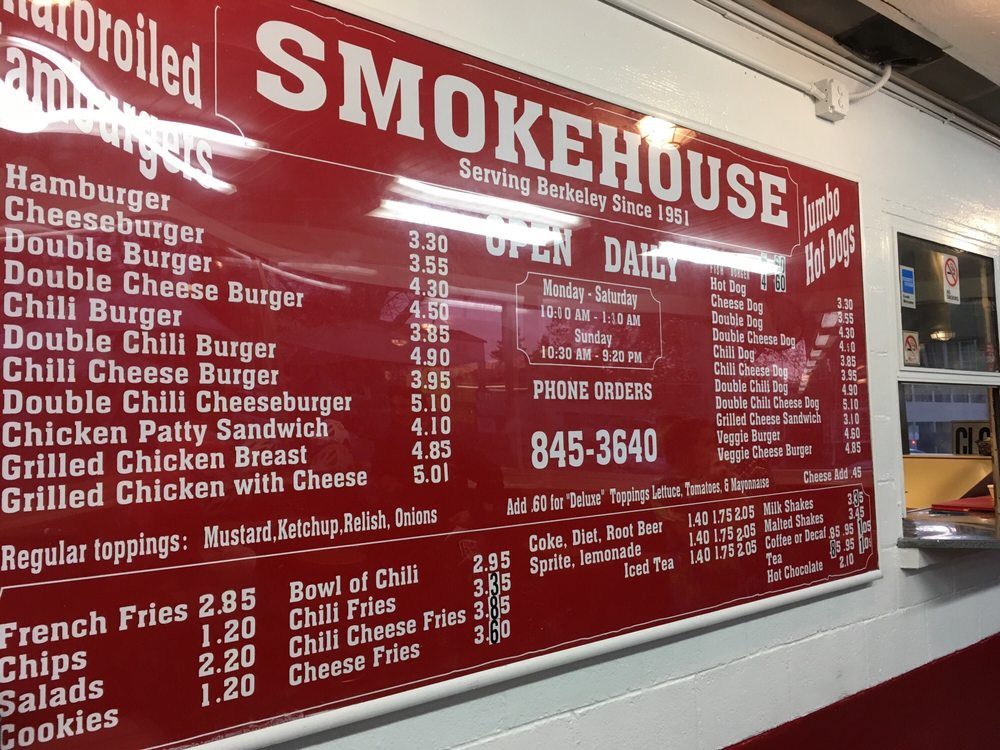 SMOKEHOUSE
Serving Berkeley Since 1951
Hamburger 3.30
Cheeseburger 3.55
Double Burger 4.30
Double Cheese Burger 4.50
Chili Burger 3.85
Double Chili Burger 4.90
Chili Cheese Burger 3.95
Double Chili Cheeseburger 5.10
Chicken Patty Sandwich 4.10
Grilled Chicken Breast 4.85
Grilled Chicken with Cheese 5.01
Regular toppings: Mustard,Ketchup,Relish, Onions
OPEN DAILY
Monday - Saturday
10:00 AM -
Sunday
10:30 AM - 9:20 PM
PHONE ORDERS
845-3640
Jumbo
Hot Dogs
Hot Dog 3.30
Cheese Dog 3.55
Double Dog 4.30
Double Cheese Dog
Chili Dog 3.85
Chili Cheese Dog 3.95
Double Chili Dog 4.90
Double Chili Cheese Dog 5.10
Grilled Cheese Sandwich 3.10
Veggie Burger 4.60
Veggie Cheese Burger 4.85
Cheese Add .45
Add .60 for "Deluxe" Toppings Lettuce, Tomatoes, & Mayonnaise
French Fries 2.85
Chips 1.20
Salads 2.20
Cookies 1.20
Bowl of Chili 2.95
Chili Fries 3.35
Chili Cheese Fries 3.85
Cheese Fries 3.60
Coke, Diet, Root Beer 1.40 1.75 2.05
Sprite, lemonade 1.40 1.75 2.05
Iced Tea 1.40 1.75 2.05
Milk Shakes 3.35
Malted Shakes 3.45
Coffee or Decaf .85 .95 1.05
Tea .85 .95
Hot Chocolate 2.10